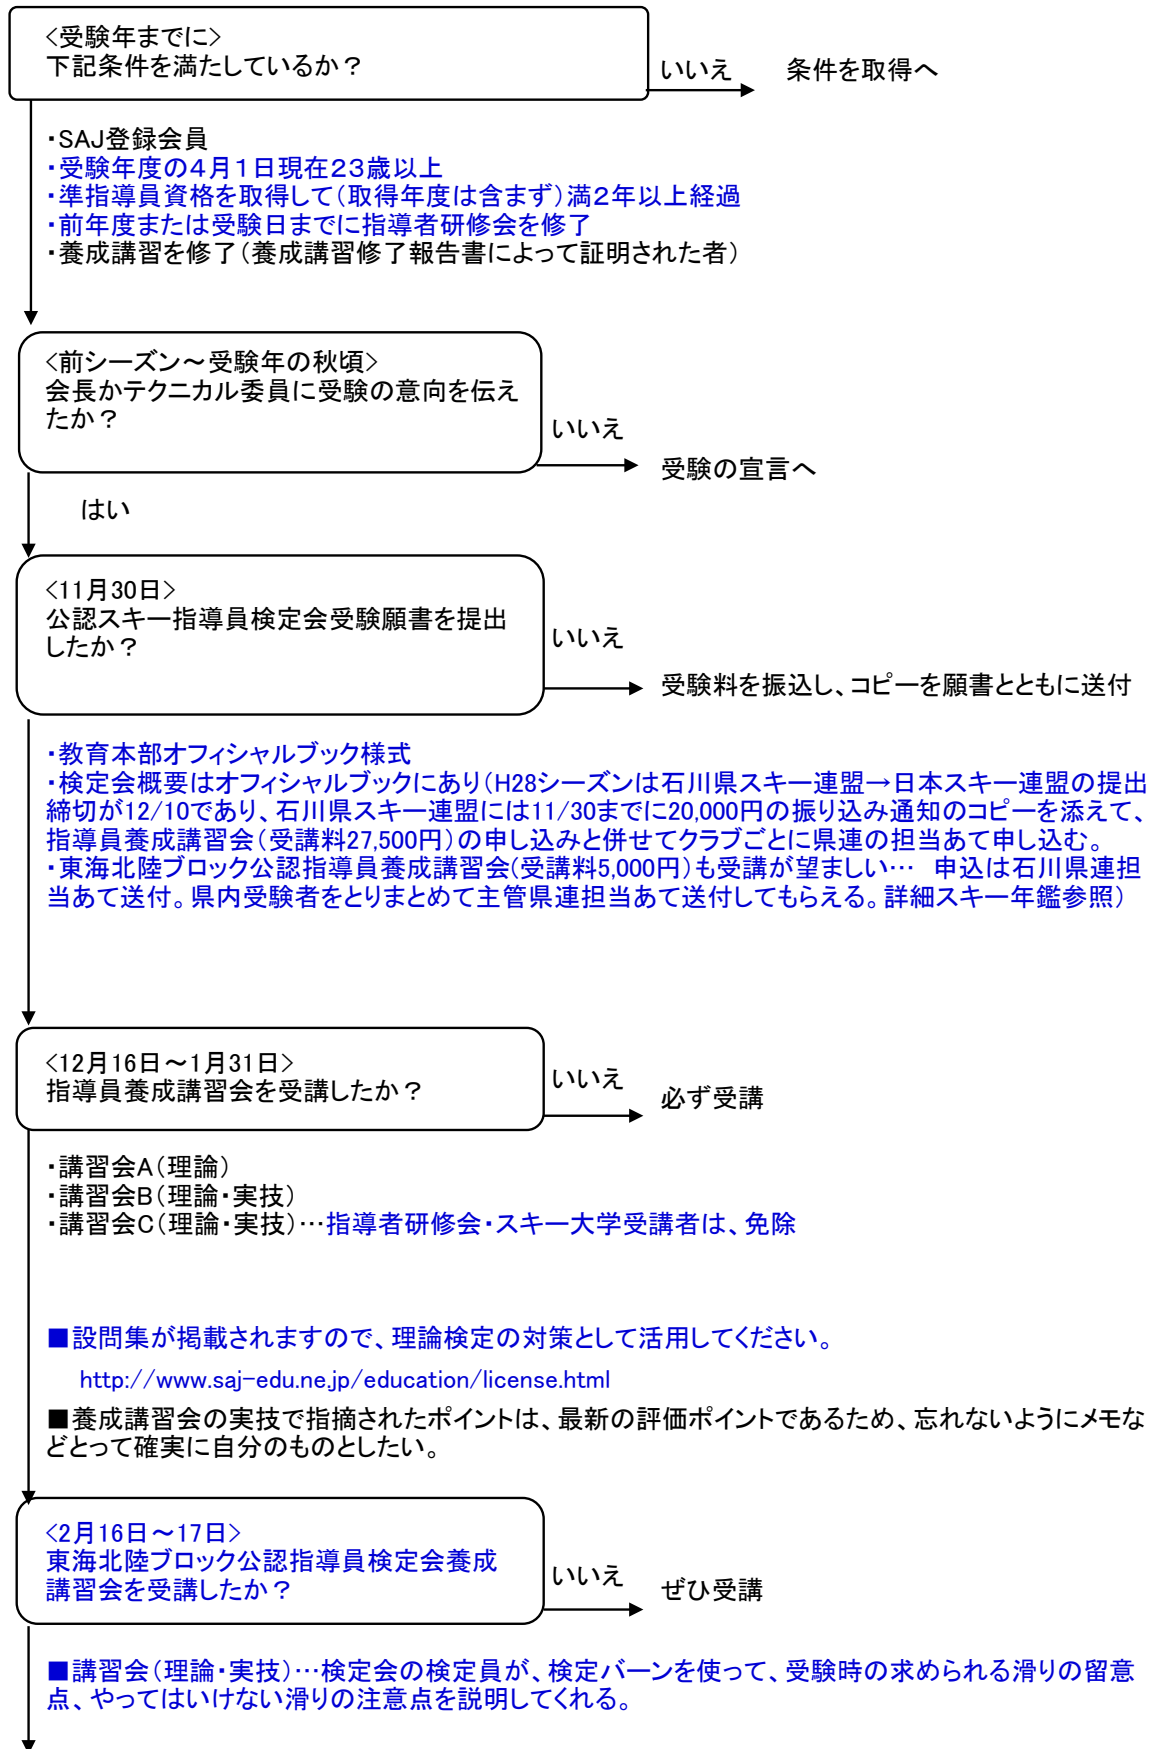 <受験年までに>
下記条件を満たしているか？
いいえ
条件を取得へ
・SAJ登録会員
・受験年度の４月１日現在２３歳以上
・準指導員資格を取得して（取得年度は含まず）満２年以上経過
・前年度または受験日までに指導者研修会を修了
・養成講習を修了（養成講習修了報告書によって証明された者）
<前シーズン～受験年の秋頃>
会長かテクニカル委員に受験の意向を伝え
たか？
いいえ
受験の宣言へ
はい
<11月30日>
公認スキー指導員検定会受験願書を提出
したか？
いいえ
受験料を振込し、コピーを願書とともに送付
・教育本部オフィシャルブック様式
・検定会概要はオフィシャルブックにあり（H28シーズンは石川県スキー連盟→日本スキー連盟の提出
締切が12/10であり、石川県スキー連盟には11/30までに20,000円の振り込み通知のコピーを添えて、
指導員養成講習会（受講料27,500円）の申し込みと併せてクラブごとに県連の担当あて申し込む。
・東海北陸ブロック公認指導員養成講習会(受講料5,000円)も受講が望ましい…　申込は石川県連担
当あて送付。県内受験者をとりまとめて主管県連担当あて送付してもらえる。詳細スキー年鑑参照）
<12月16日～1月31日>
指導員養成講習会を受講したか？
いいえ
必ず受講
・講習会A（理論）
・講習会B（理論・実技）
・講習会C（理論・実技）…指導者研修会・スキー大学受講者は、免除
■設問集が掲載されますので、理論検定の対策として活用してください。
http://www.saj-edu.ne.jp/education/license.html
■養成講習会の実技で指摘されたポイントは、最新の評価ポイントであるため、忘れないようにメモな
どとって確実に自分のものとしたい。
<2月16日～17日>
東海北陸ブロック公認指導員検定会養成
講習会を受講したか？
いいえ
ぜひ受講
■講習会（理論・実技）…検定会の検定員が、検定バーンを使って、受験時の求められる滑りの留意
点、やってはいけない滑りの注意点を説明してくれる。